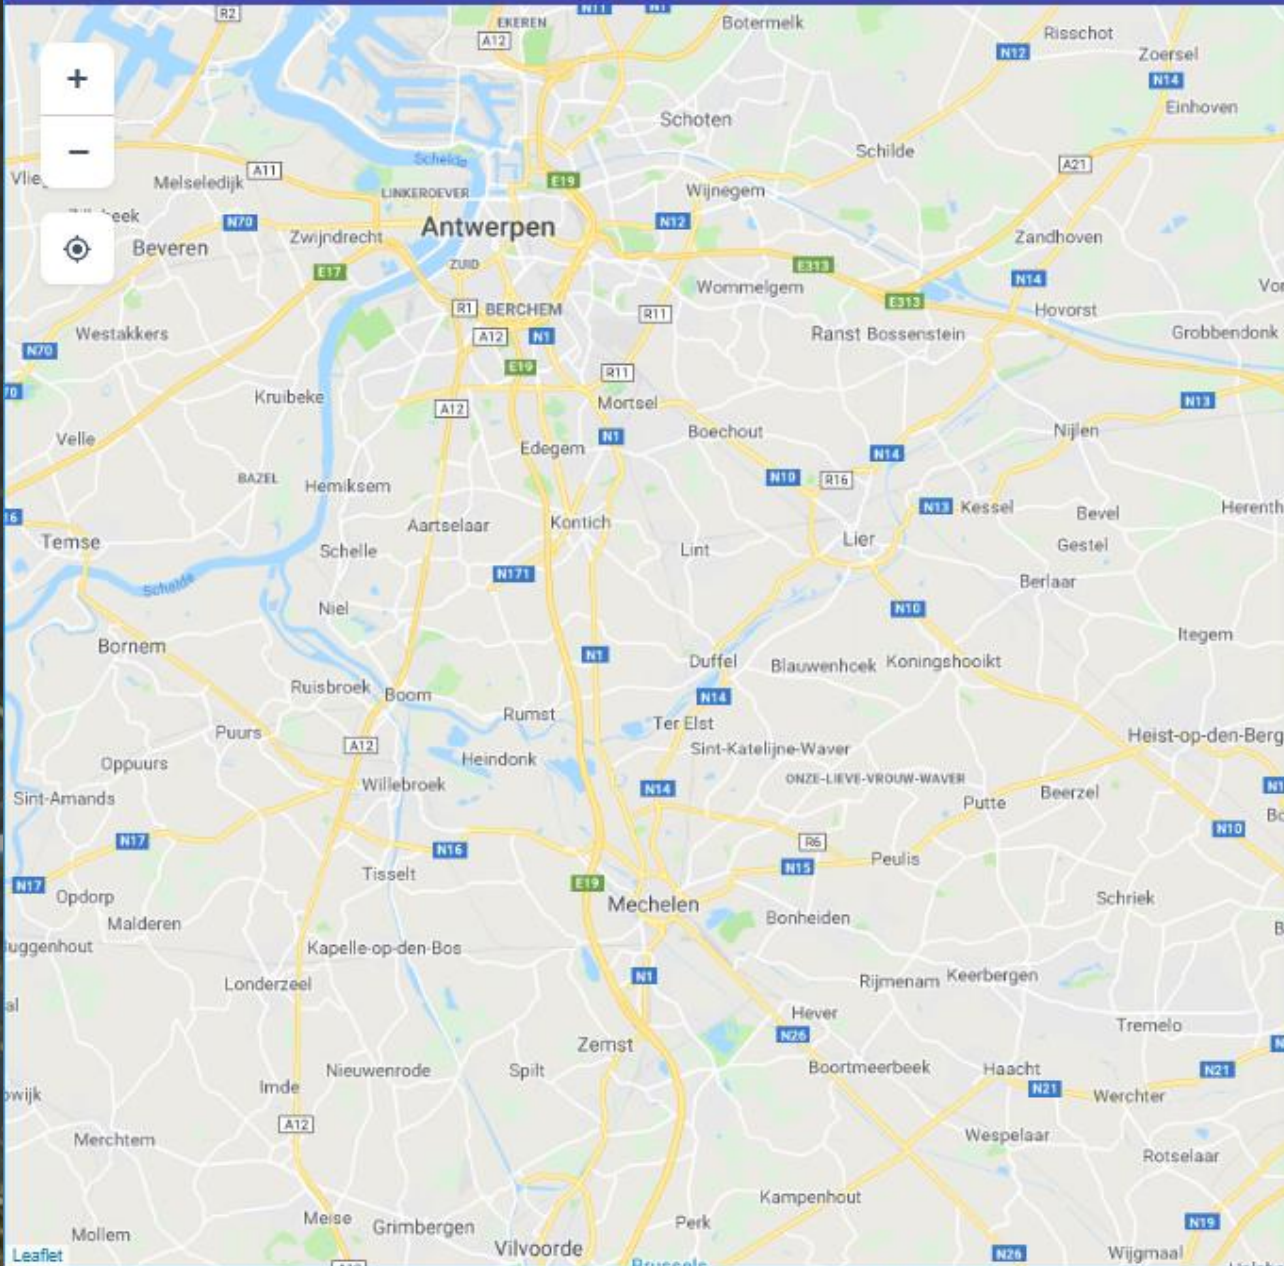 R2
N11
N1
EKEREN
Botermelk
A12
Risschot
N12
Zoersel
N14
Einhoven
+
Schoten
−
Schilde
A21
Schelde
A11
Melseledijk
LINKEROEVER
E19
Wijnegem
N70
Antwerpen
N12
Zwijndrecht
Beveren
Zandhoven
ZUID
E17
E313
N14
Wommelgem
E313
R1
BERCHEM
R11
Hovorst
Westakkers
A12
N1
Ranst Bossenstein
Grobbendonk
N70
E19
R11
Kruibeke
A12
Mortsel
N13
Velle
N1
Boechout
Nijlen
Edegem
N14
BAZEL
Hemiksem
N10
R16
N13
Kessel
Herenth
Bevel
16
Aartselaar
Kontich
Temse
Schelle
Lint
Lier
Gestel
Schelde
N171
Berlaar
Niel
N10
Itegem
Bornem
N1
Duffel
Blauwenhoek
Koningshooikt
Ruisbroek
Boom
N14
Rumst
Ter Elst
Puurs
A12
Sint-Katelijne-Waver
Heist-op-den-Berg
Oppuurs
Heindonk
ONZE-LIEVE-VROUW-WAVER
Willebroek
N14
Beerzel
Sint-Amands
Putte
N17
N16
R6
N10
Peulis
Tisselt
N15
N17
E19
Opdorp
Mechelen
Schriek
Malderen
Bonheiden
uggenhout
Kapelle-op-den-Bos
Londerzeel
N1
Rijmenam
Keerbergen
al
Hever
Tremelo
Zemst
N26
Nieuwenrode
Spilt
Boortmeerbeek
Haacht
N21
Imde
N21
Werchter
wijk
A12
Merchtem
Wespelaar
Rotselaar
Kampenhout
Meise
Grimbergen
Perk
N19
Mollem
Vilvoorde
N26
Wijgmaal
Leaflet
Brussels